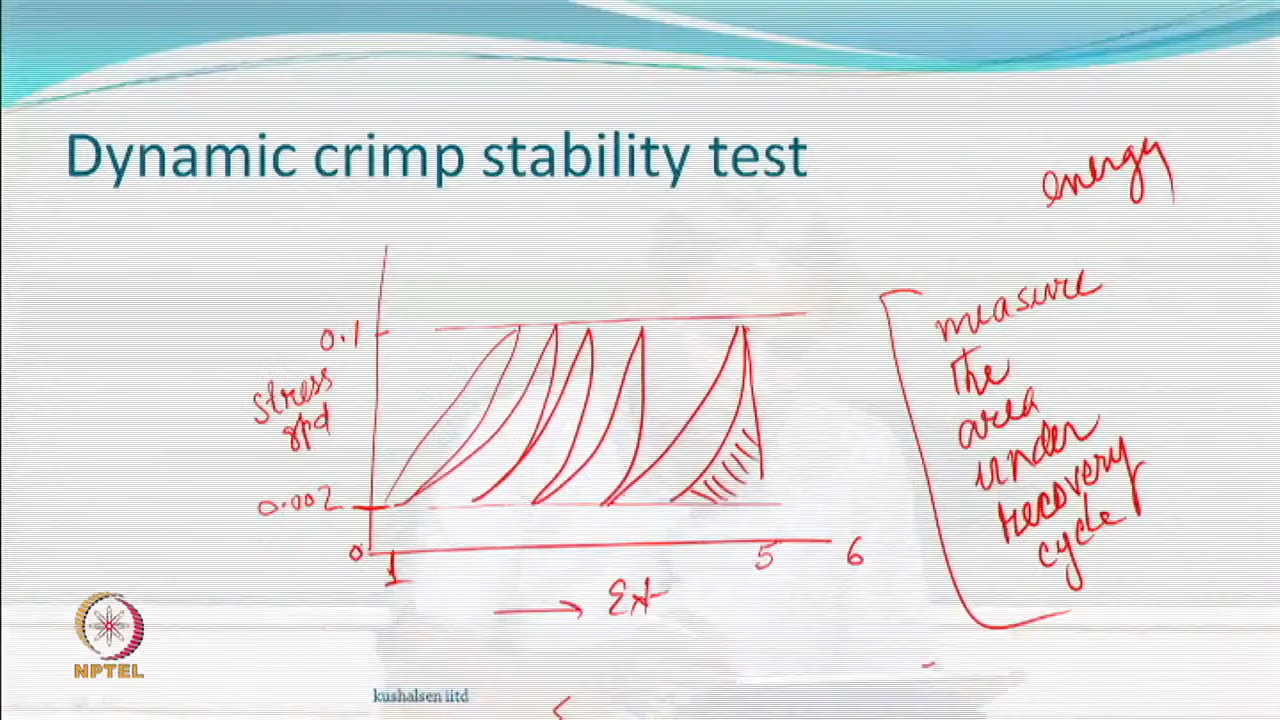 Dynamic crimp stability test
energy
0.1
stress
gpd
0.002
0
1
5
6
Ext
measure
the
area
under
recovery
cycle
NPTEL
kushalsen iitd